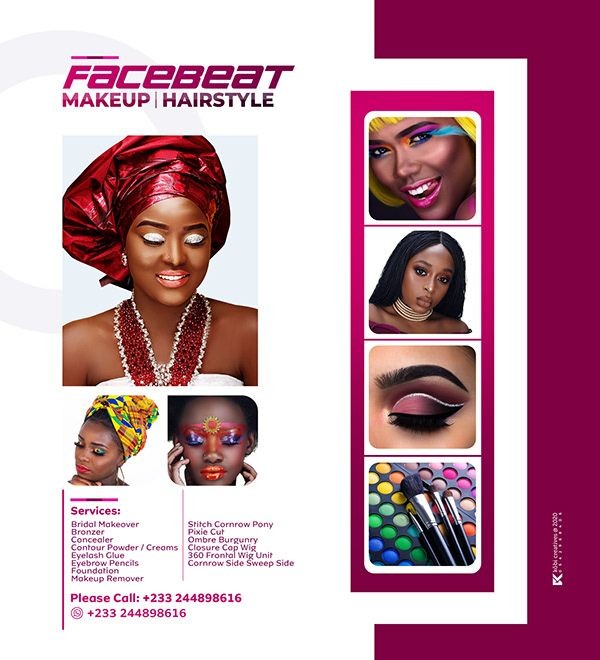 FACEBEAT
MAKEUP | HAIRSTYLE
Services:
Bridal Makeover
Bronzer
Concealer
Contour Powder / Creams
Eyelash Glue
Eyebrow Pencils
Foundation
Makeup Remover
Stitch Cornrow Pony
Pixie Cut
Ombre Burgunry
Closure Cap Wig
360 Frontal Wig Unit
Cornrow Side Sweep Side
Please Call: +233 244898616
+233 244898616